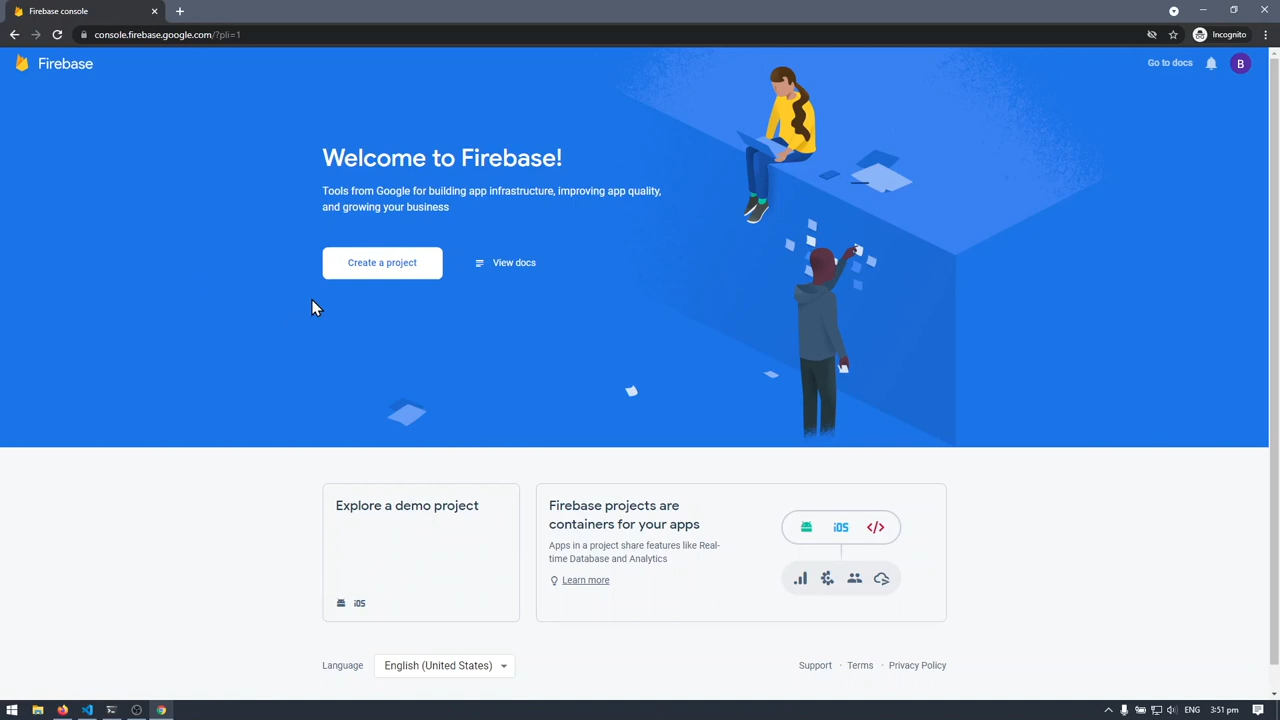 Firebase console
console.firebase.google.com/?pli=1
Incognito
Firebase
Go to docs
B
Welcome to Firebase!
Tools from Google for building app infrastructure, improving app quality,
and growing your business
Create a project
View docs
Explore a demo project
iOS
Firebase projects are
containers for your apps
Apps in a project share features like Real-
time Database and Analytics
Learn more
iOS
</>
Language
English (United States)
Support · Terms · Privacy Policy
ENG
3:51 pm